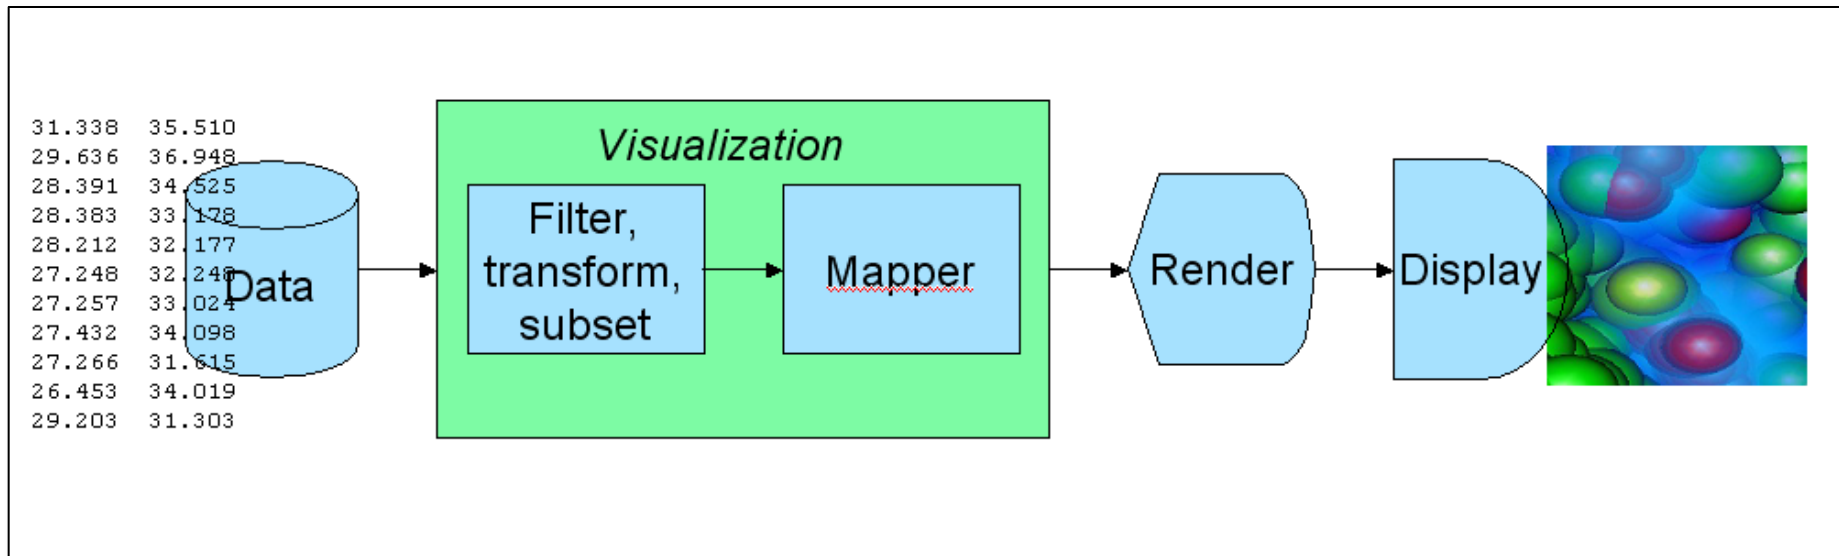 31.338 35.510
29.636 36.948
28.391 34.525
28.383 33.178
28.212 32.177
27.248 32.248
27.257 33.024
27.432 34.098
27.266 31.615
26.453 34.019
29.203 31.303
Data
Visualization
Filter,
transform,
subset
Mapper
Render
Display